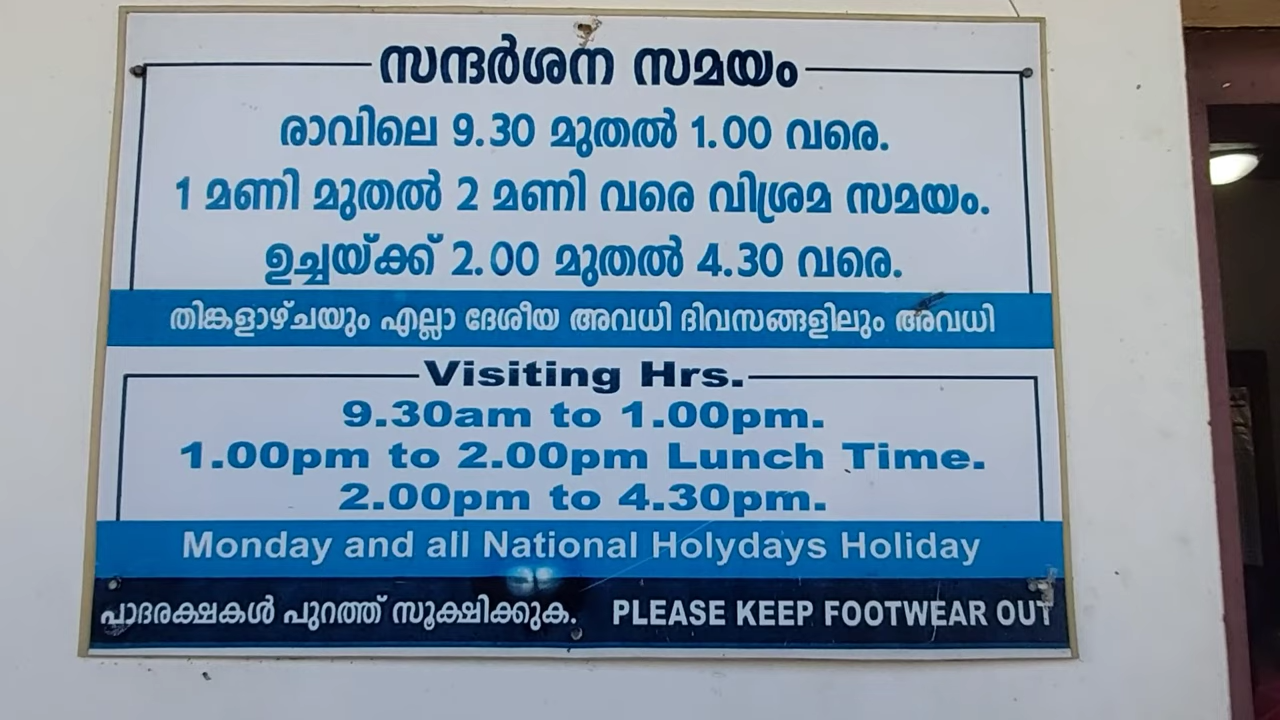 സന്ദർശന സമയം
രാവിലെ 9.30 മുതൽ 1.00 വരെ.
1 മണി മുതൽ 2 മണി വരെ വിശ്രമ സമയം.
ഉച്ചയ്ക്ക് 2.00 മുതൽ 4.30 വരെ.
തിങ്കളാഴ്ചയും എല്ലാ ദേശീയ അവധി ദിവസങ്ങളിലും അവധി
Visiting Hrs.
9.30am to 1.00pm.
1.00pm to 2.00pm Lunch Time.
2.00pm to 4.30pm.
Monday and all National Holydays Holiday
പാദരക്ഷകൾ പുറത്ത് സൂക്ഷിക്കുക. PLEASE KEEP FOOTWEAR OUT